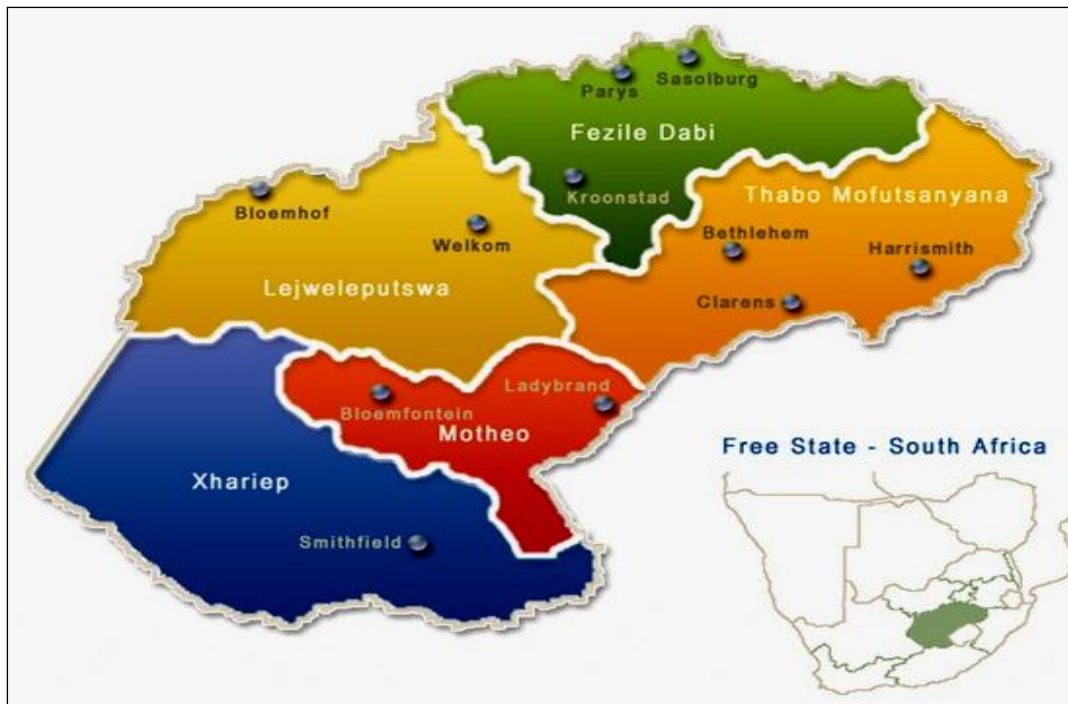 Sasolburg
Parys
Fezile Dabi
Kroonstad
Thabo Mofutsanyana
Bloemhof
Welkom
Bethlehem
Harrismith
Lejweleputswa
Clarens
Ladybrand
Bloemfontein
Motheo
Free State - South Africa
Xhariep
Smithfield